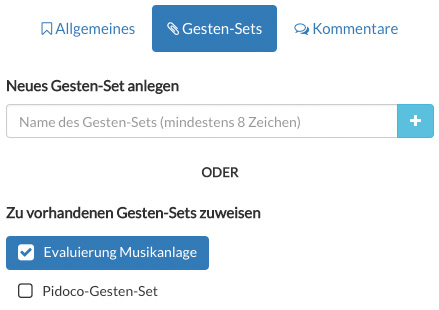 Allgemeines Gesten-Sets Kommentare
Neues Gesten-Set anlegen
Name des Gesten-Sets (mindestens 8 Zeichen) +
ODER
Zu vorhandenen Gesten-Sets zuweisen
Evaluierung Musikanlage
Pidoco-Gesten-Set